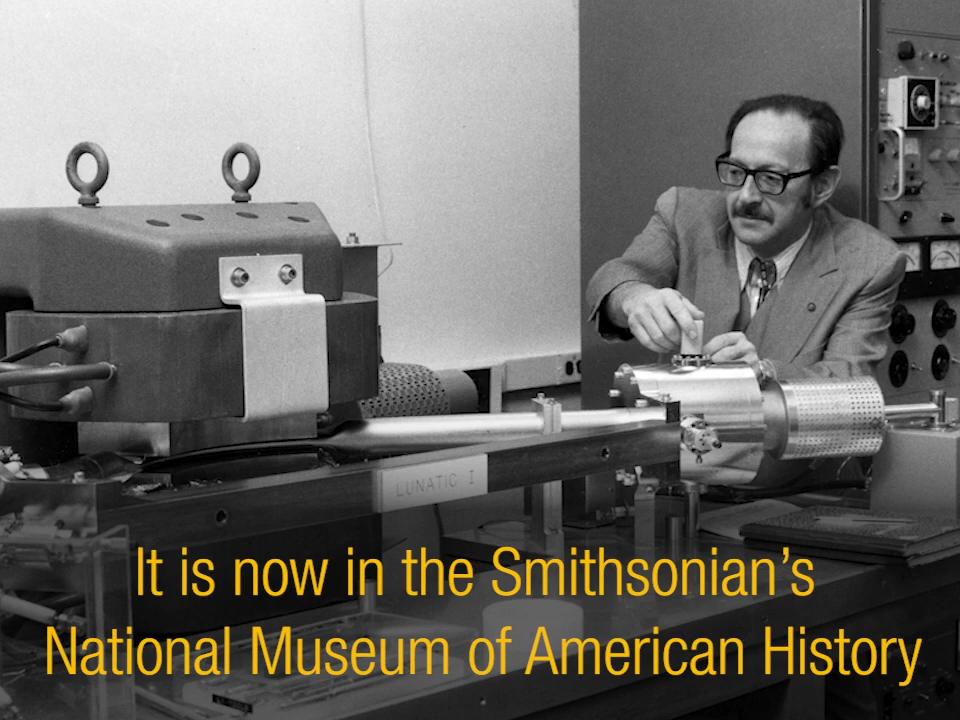 LUNATIC I
It is now in the Smithsonian’s
National Museum of American History